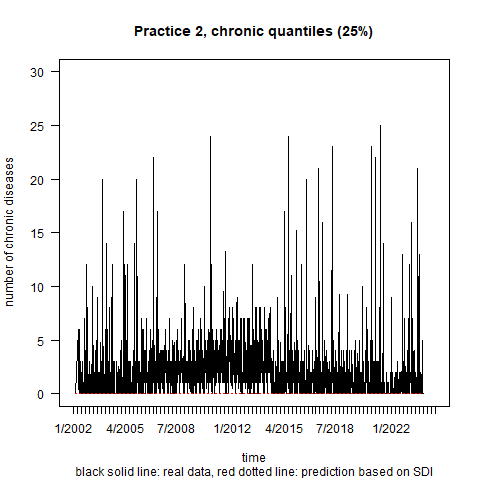 Practice 2, chronic quantiles (25%)
number of chronic diseases
30
25
20
15
10
5
0
1/2002 4/2005 7/2008 1/2012 4/2015 7/2018 1/2022
time
black solid line: real data, red dotted line: prediction based on SDI